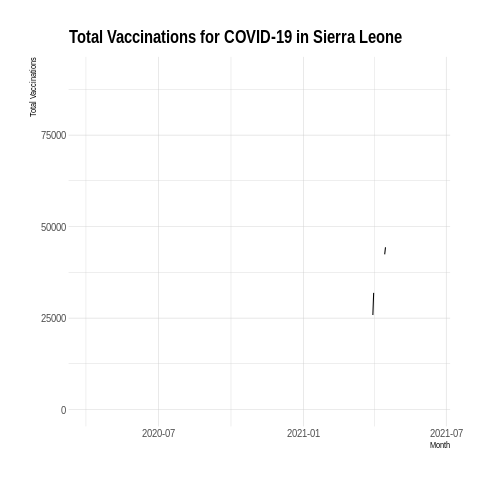 Total Vaccinations for COVID-19 in Sierra Leone
Total Vaccinations
75000
50000
25000
0
2020-07
2021-01
2021-07
Month